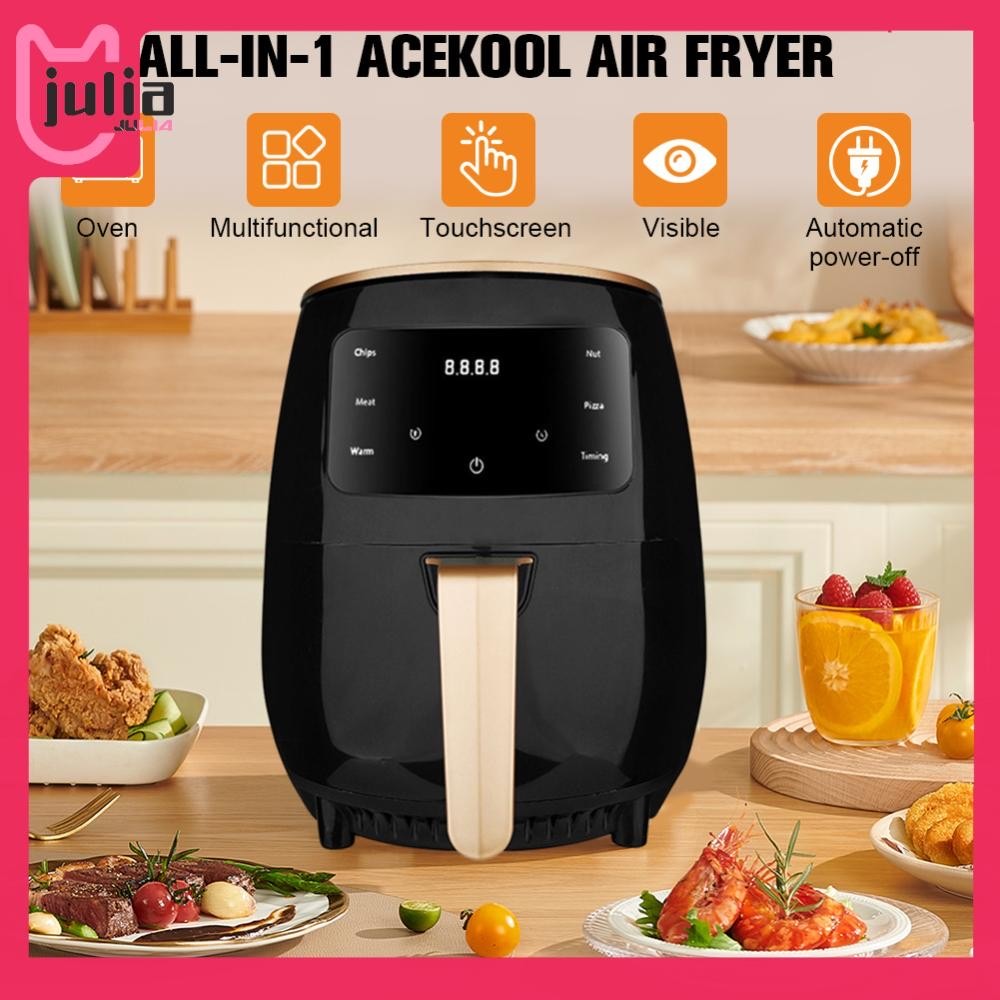 ALL-IN-1 ACEKOOL AIR FRYER
julia
JULIA
Oven
Multifunctional
Touchscreen
Visible
Automatic
power-off
Chips
8.8.8.8
Nut
Meat
Pizza
Warm
Timing